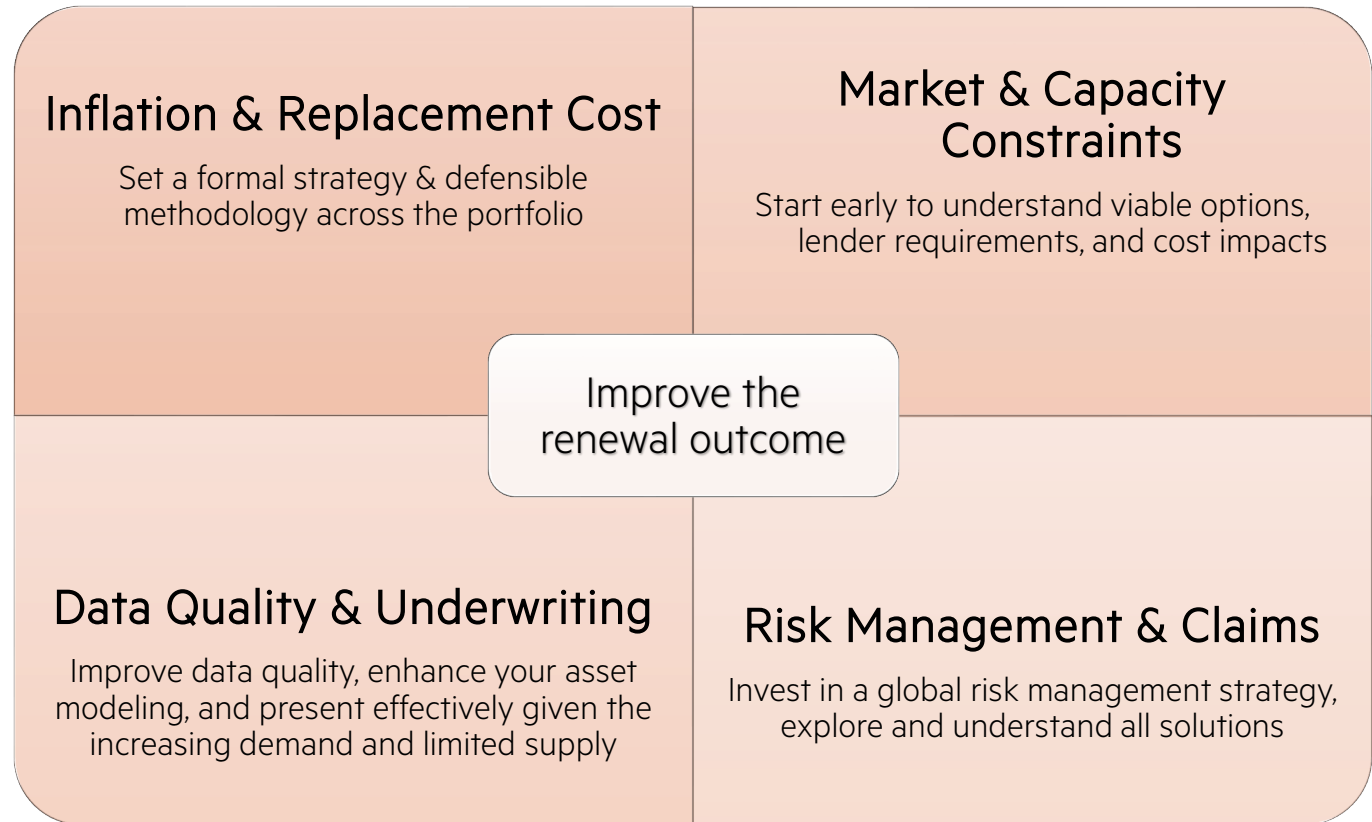 Inflation & Replacement Cost
Set a formal strategy & defensible
methodology across the portfolio
Market & Capacity
Constraints
Start early to understand viable options,
lender requirements, and cost impacts
Improve the
renewal outcome
Data Quality & Underwriting
Improve data quality, enhance your asset
modeling, and present effectively given the
increasing demand and limited supply
Risk Management & Claims
Invest in a global risk management strategy,
explore and understand all solutions